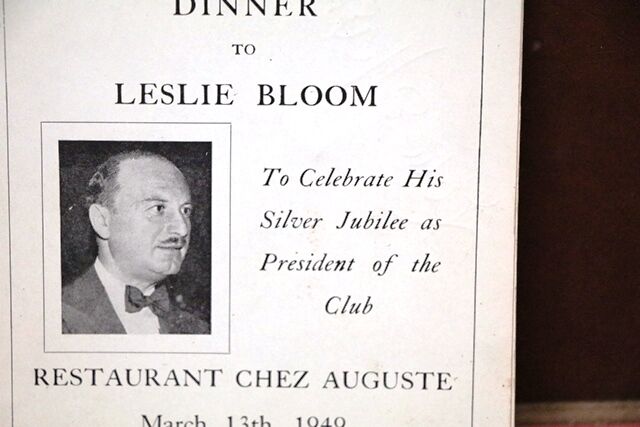 DINNER
TO
LESLIE BLOOM
To Celebrate His
Silver Jubilee as
President of the
Club
RESTAURANT CHEZ AUGUSTE
March 13th 1949